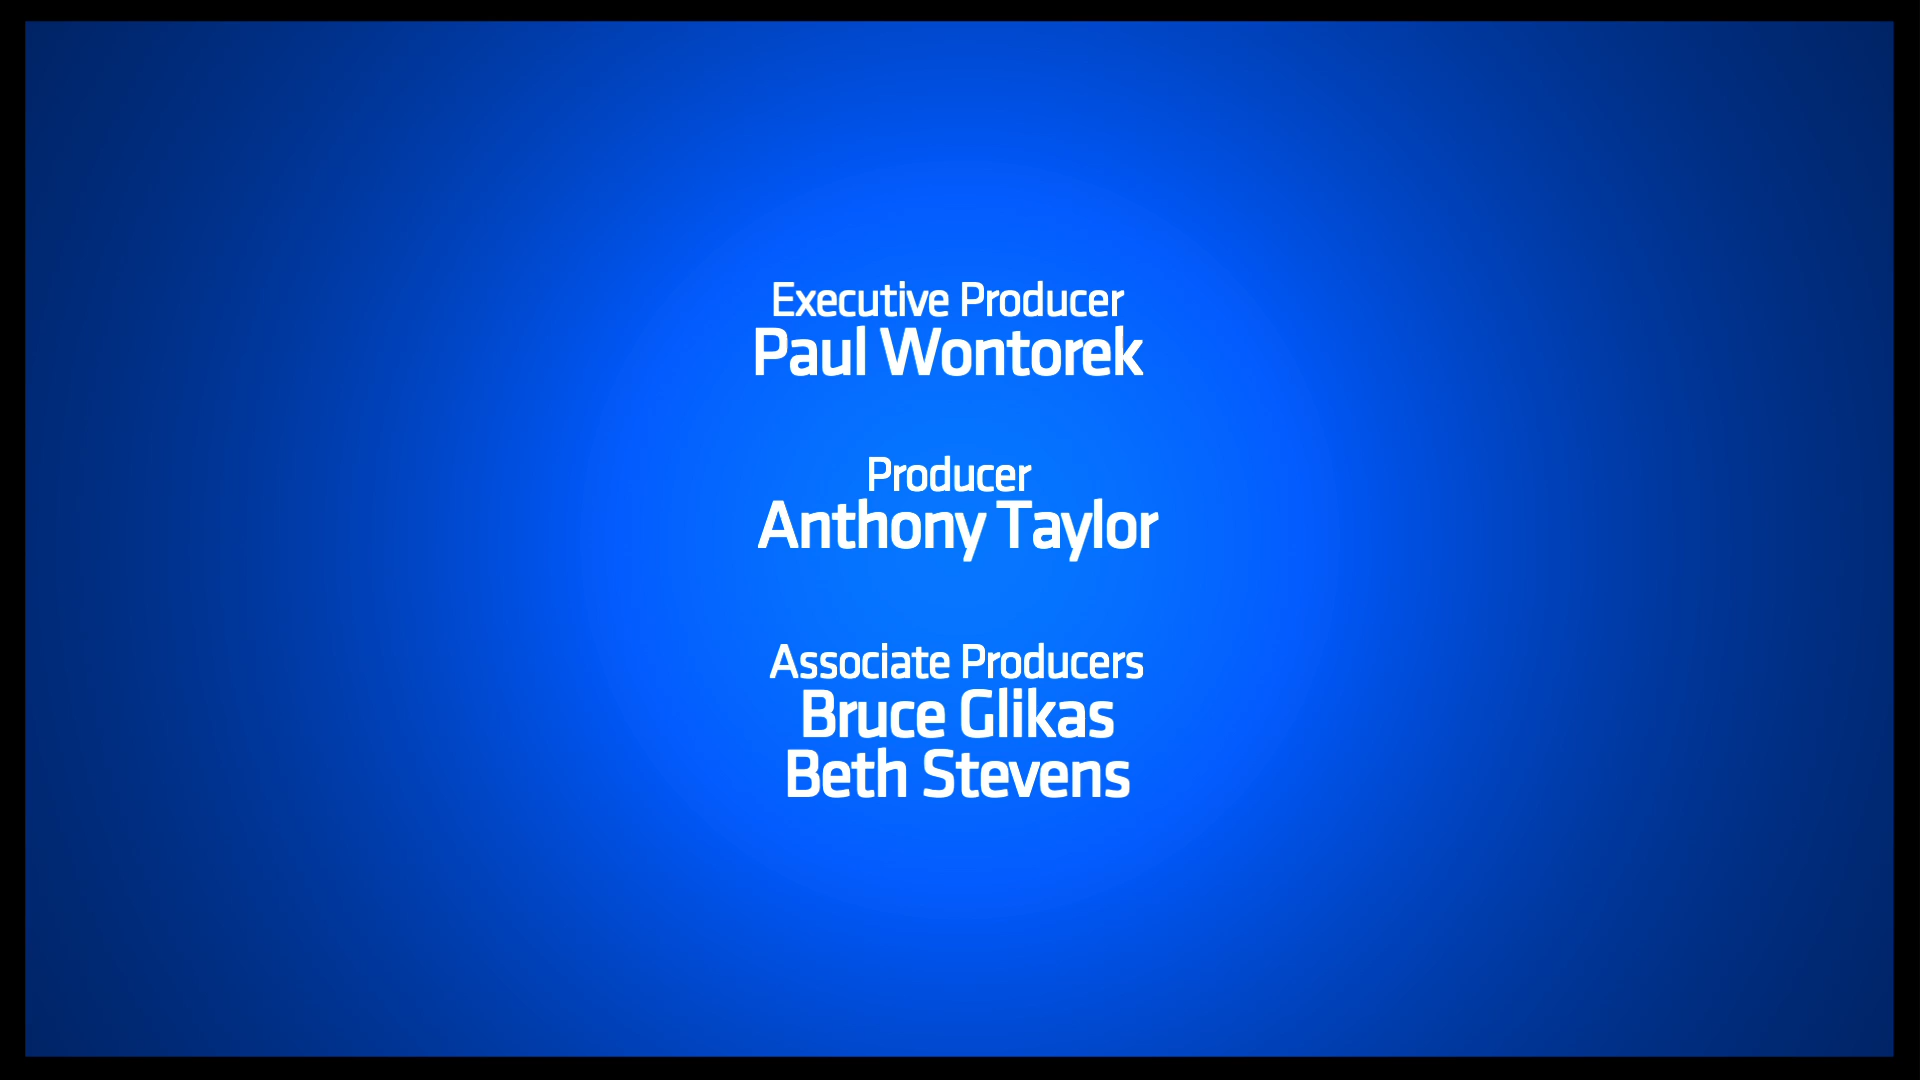 Executive Producer
Paul Wontorek
Producer
Anthony Taylor
Associate Producers
Bruce Glikas
Beth Stevens